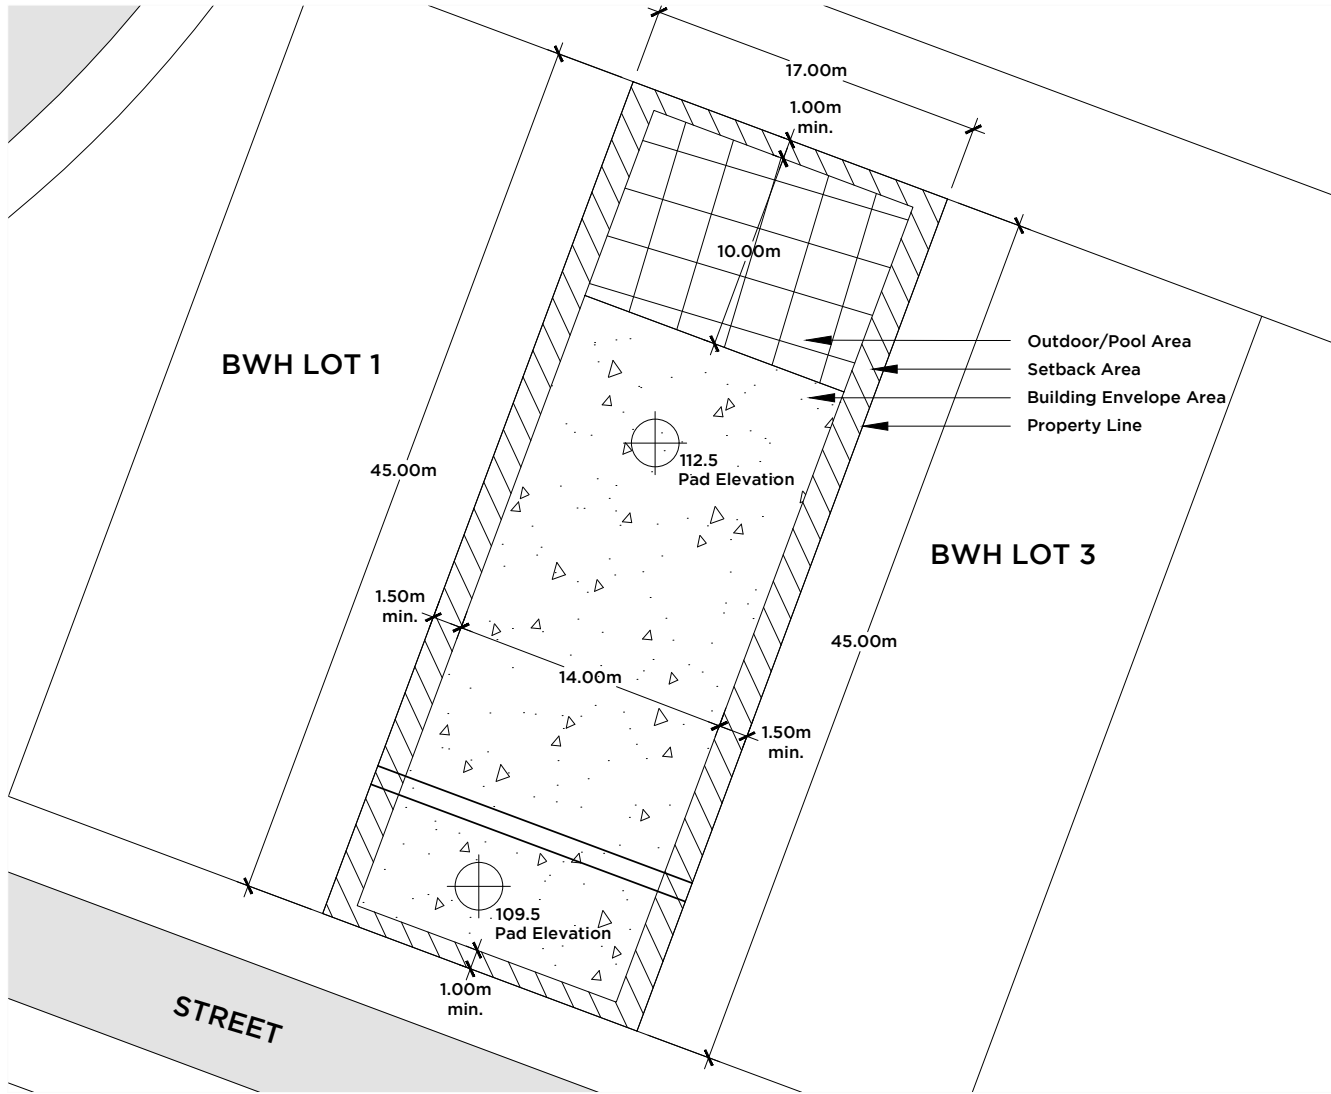 17.00m
1.00m
min.
10.00m
Outdoor/Pool Area
Setback Area
Building Envelope Area
Property Line
BWH LOT 1
112.5
Pad Elevation
45.00m
BWH LOT 3
1.50m
min.
45.00m
14.00m
1.50m
min.
109.5
Pad Elevation
1.00m
min.
STREET